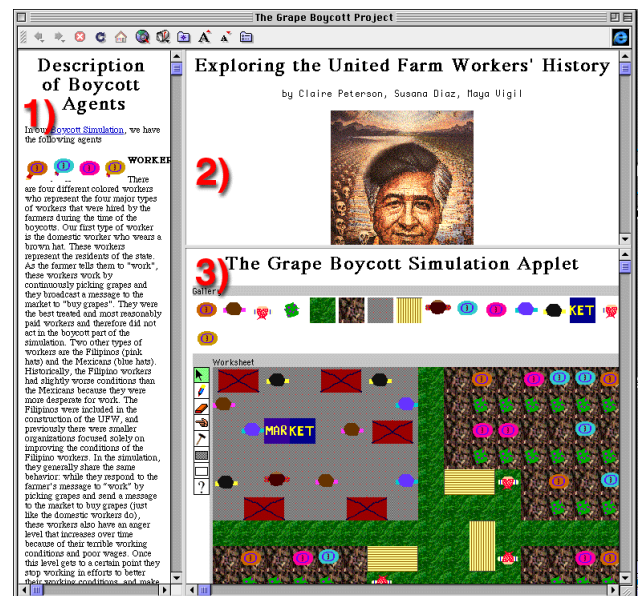 The Grape Boycott Project
Description
of Boycott
Agents
1)
In our Boycott Simulation, we have
the following agents
WORKER
There
are four different colored workers
who represent the four major types
of workers that were hired by the
farmers during the time of the
boycotts. Our first type of worker
is the domestic worker who wears a
brown hat. These workers
represent the residents of the state.
As the farmer tells them to "work",
these workers work by
continuously picking grapes and
they broadcast a message to the
market to "buy grapes". They were
the best treated and most reasonably
paid workers and therefore did not
act in the boycott part of the
simulation. Two other types of
workers are the Filipinos (pink
hats) and the Mexicans (blue hats).
Historically, the Filipino workers
had slightly worse conditions than
the Mexicans because they were
more desperate for work. The
Filipinos were included in the
construction of the UFW, and
previously there were smaller
organizations focused solely on
improving the conditions of the
Filipino workers. In the simulation,
they generally share the same
behavior: while they respond to the
farmer's message to "work" by
picking grapes and send a message
to the market to buy grapes (just
like the domestic workers do),
these workers also have an anger
level that increases over time
because of their terrible working
conditions and poor wages. Once
this level gets to a certain point they
stop working in efforts to better
their working conditions, and make
Exploring the United Farm Workers' History
by Claire Peterson, Susana Diaz, Maya Vigil
2)
3)
The Grape Boycott Simulation Applet
Gallery
KET
Worksheet
MARKET
?